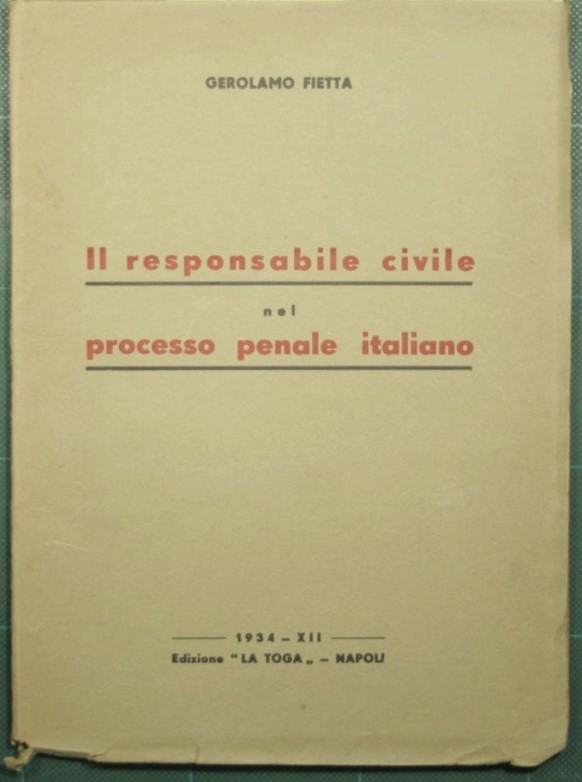 GEROLAMO FIETTA
Il responsabile civile
nel
processo penale italiano
1934 - XII
Edizione "LA TOGA„ - NAPOLI